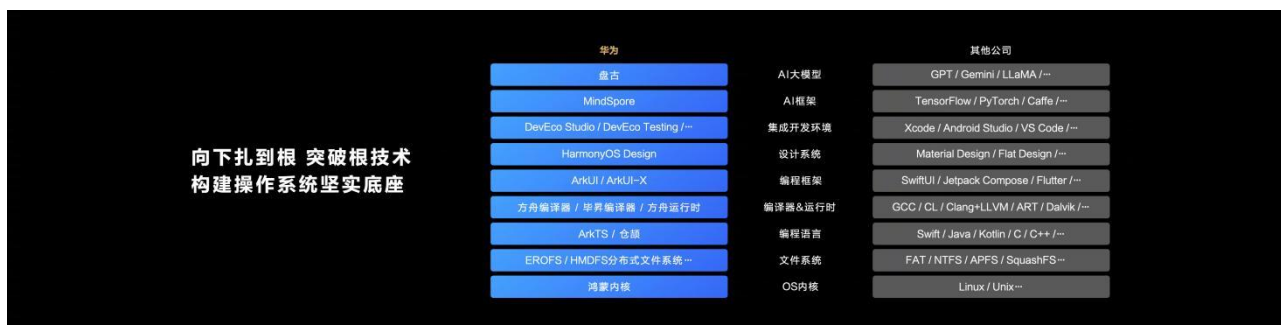 华为
其他公司
盘古
AI大模型
GPT / Gemini / LLaMA /···
MindSpore
AI框架
TensorFlow / PyTorch / Caffe /···
DevEco Studio / DevEco Testing /···
集成开发环境
Xcode / Android Studio / VS Code /···
向下扎到根 突破根技术
构建操作系统坚实底座
HarmonyOS Design
设计系统
Material Design / Flat Design /···
ArkUI / ArkUI-X
编程框架
SwiftUI / Jetpack Compose / Flutter /···
方舟编译器 / 毕昇编译器 / 方舟运行时
编译器&运行时
GCC / CL / Clang+LLVM / ART / Dalvik /···
ArkTS / 仓颉
编程语言
Swift / Java / Kotlin / C / C++ /···
EROFS / HMDFS分布式文件系统···
文件系统
FAT / NTFS / APFS / SquashFS···
鸿蒙内核
OS内核
Linux / Unix···